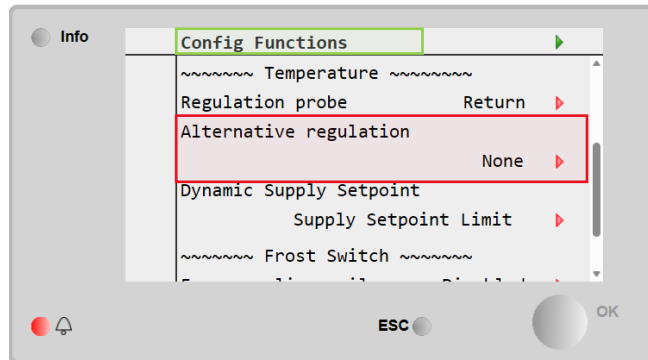 Info
Config Functions
~~~~~~~ Temperature ~~~~~~~~
Regulation probe Return
Alternative regulation
None
Dynamic Supply Setpoint
Supply Setpoint Limit
~~~~~~~ Frost Switch ~~~~~~~
ESC
OK